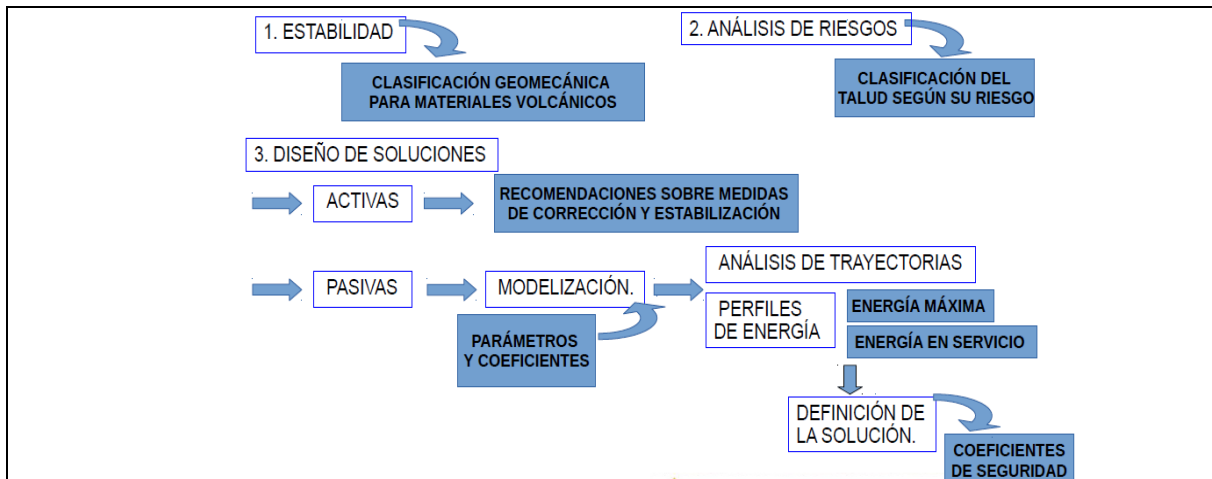 1. ESTABILIDAD
CLASIFICACIÓN GEOMECÁNICA
PARA MATERIALES VOLCÁNICOS
2. ANÁLISIS DE RIESGOS
CLASIFICACIÓN DEL
TALUD SEGÚN SU RIESGO
3. DISEÑO DE SOLUCIONES
ACTIVAS
RECOMENDACIONES SOBRE MEDIDAS
DE CORRECCIÓN Y ESTABILIZACIÓN
PASIVAS
MODELIZACIÓN.
PARÁMETROS
Y COEFICIENTES
ANÁLISIS DE TRAYECTORIAS
PERFILES
DE ENERGÍA
ENERGÍA MÁXIMA
ENERGÍA EN SERVICIO
DEFINICIÓN DE
LA SOLUCIÓN.
COEFICIENTES
DE SEGURIDAD